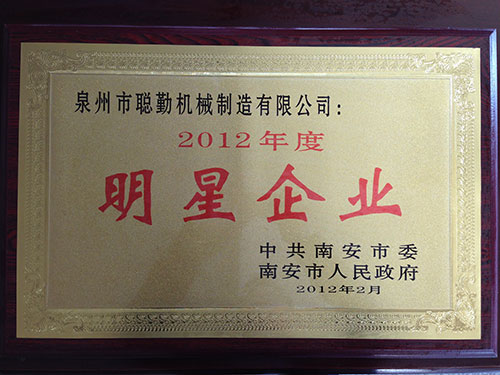 泉州市聪勤机械制造有限公司：
2012年度
明星企业
中共南安市委
南安市人民政府
2012年2月